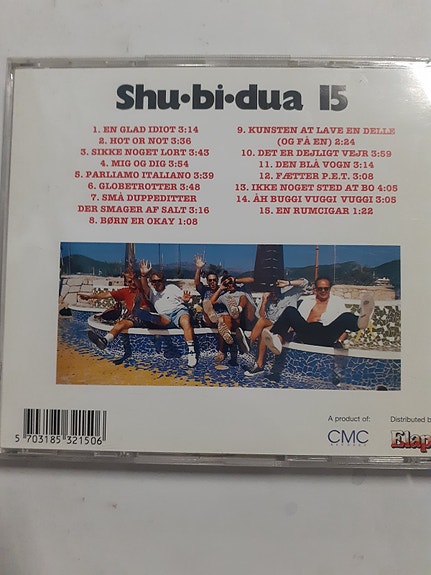 Shu•bi•dua 15
1. EN GLAD IDIOT 3:14
2. HOT OR NOT 3:36
3. SIKKE NOGET LORT 3:43
4. MIG OG DIG 3:54
5. PARLIAMO ITALIANO 3:39
6. GLOBETROTTER 3:48
7. SMÅ DUPPEDITTER
DER SMAGER AF SALT 3:16
8. BØRN ER OKAY 1:08
9. KUNSTEN AT LAVE EN DELLE
(OG FÅ EN) 2:24
10. DET ER DEJLIGT VEJR 3:59
11. DEN BLÅ VOGN 3:14
12. FÆTTER P.E.T. 3:08
13. IKKE NOGET STED AT BO 4:05
14. ÅH BUGGI VUGGI VUGGI 3:05
15. EN RUMCIGAR 1:22
5 703185 321506
A product of:
CMC
RECORDS
Distributed b
Elap